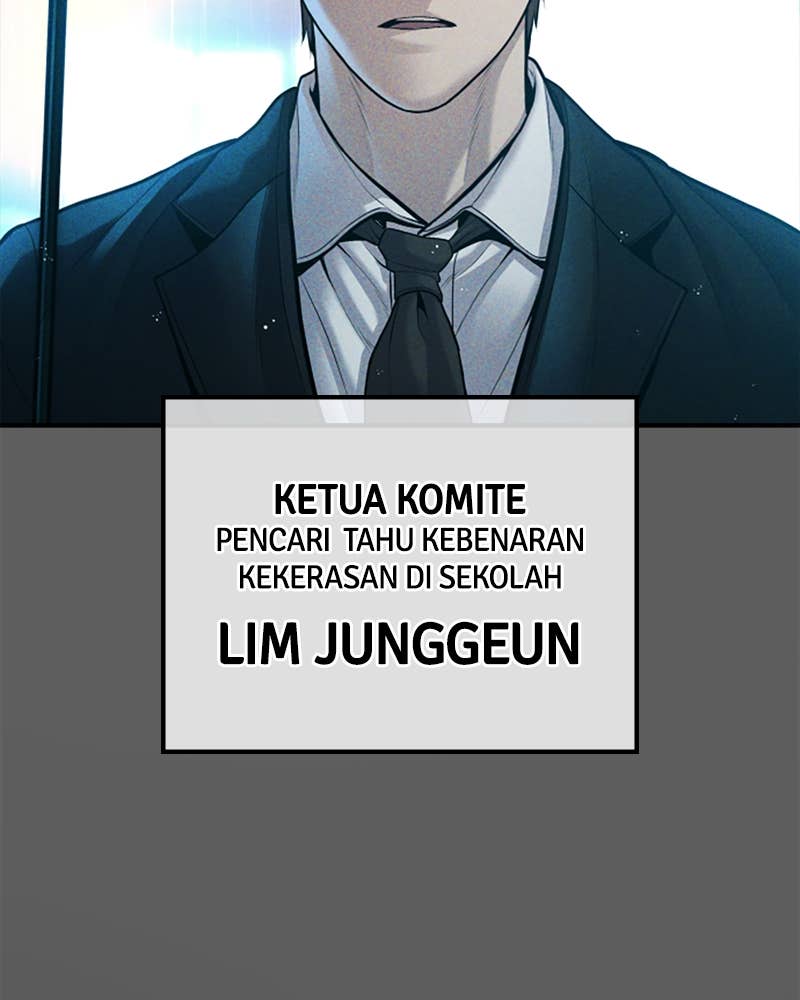 KETUA KOMITE
PENCARI TAHU KEBENARAN
KEKERASAN DI SEKOLAH
LIM JUNGGEUN